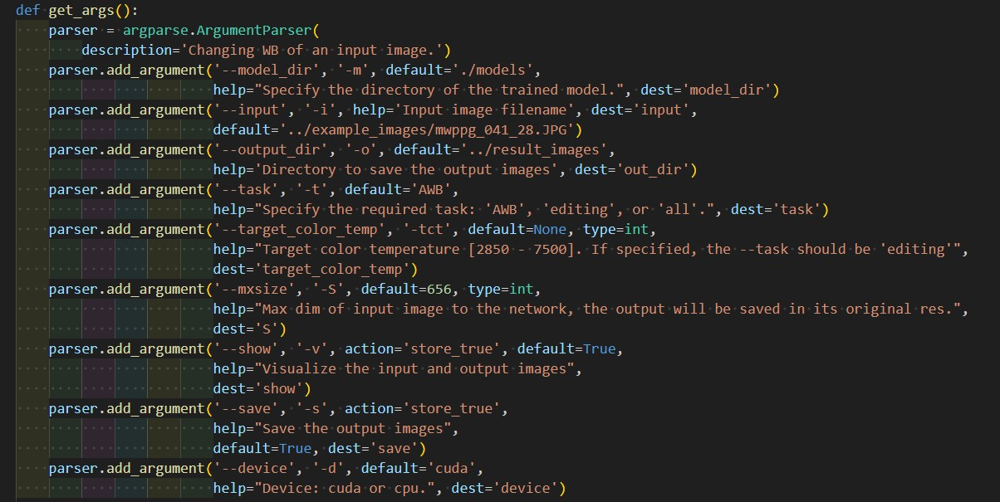 def get_args():
    parser = argparse.ArgumentParser(
        description='Changing WB of an input image.')
    parser.add_argument('--model_dir', '-m', default='./models',
                        help="Specify the directory of the trained model.", dest='model_dir')
    parser.add_argument('--input', '-i', help='Input image filename', dest='input',
                        default='../example_images/mwppg_041_28.JPG')
    parser.add_argument('--output_dir', '-o', default='../result_images',
                        help='Directory to save the output images', dest='out_dir')
    parser.add_argument('--task', '-t', default='AWB',
                        help="Specify the required task: 'AWB', 'editing', or 'all'.", dest='task')
    parser.add_argument('--target_color_temp', '-tct', default=None, type=int,
                        help="Target color temperature [2850 - 7500]. If specified, the --task should be 'editing'",
                        dest='target_color_temp')
    parser.add_argument('--mxsize', '-S', default=656, type=int,
                        help="Max dim of input image to the network, the output will be saved in its original res.",
                        dest='S')
    parser.add_argument('--show', '-v', action='store_true', default=True,
                        help="Visualize the input and output images",
                        dest='show')
    parser.add_argument('--save', '-s', action='store_true',
                        help="Save the output images",
                        default=True, dest='save')
    parser.add_argument('--device', '-d', default='cuda',
                        help="Device: cuda or cpu.", dest='device')